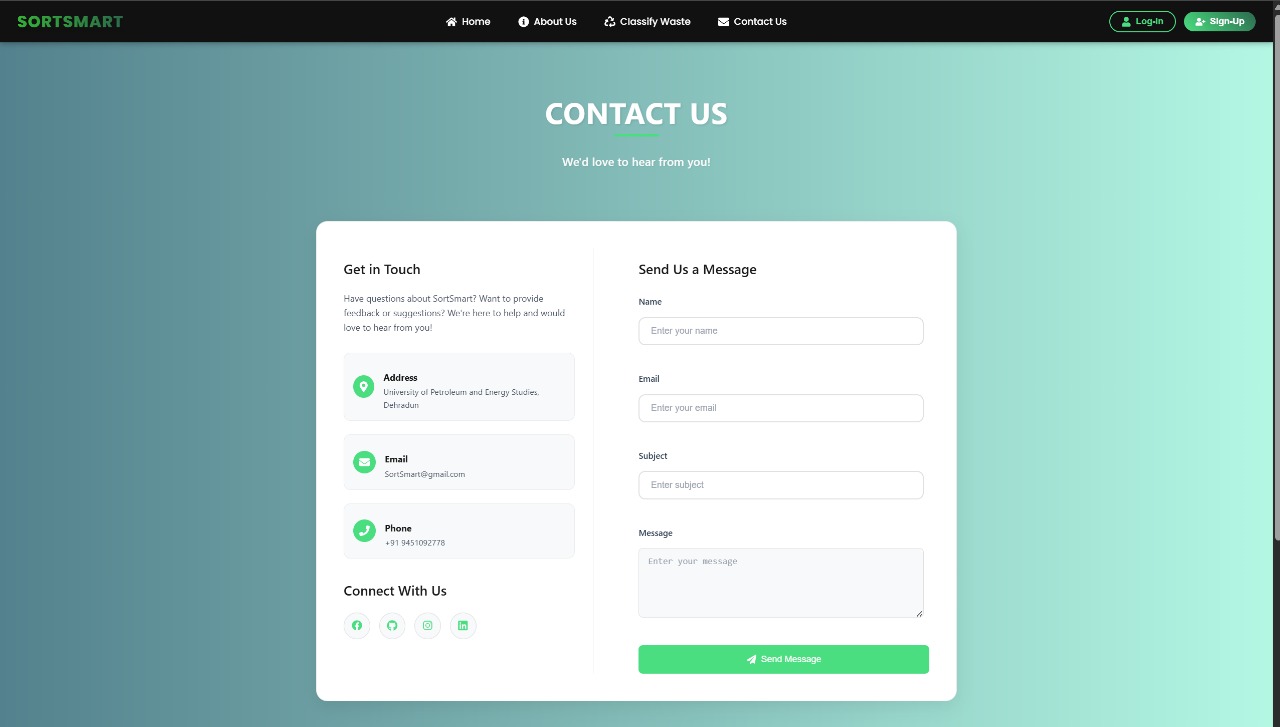 SORTSMART
Home
About Us
Classify Waste
Contact Us
Log-In
Sign-Up
CONTACT US
We'd love to hear from you!
Get in Touch
Have questions about SortSmart? Want to provide
feedback or suggestions? We're here to help and would
love to hear from you!
Address
University of Petroleum and Energy Studies,
Dehradun
Email
SortSmart@gmail.com
Phone
+91 9451092778
Connect With Us
Send Us a Message
Name
Enter your name
Email
Enter your email
Subject
Enter subject
Message
Enter your message
Send Message